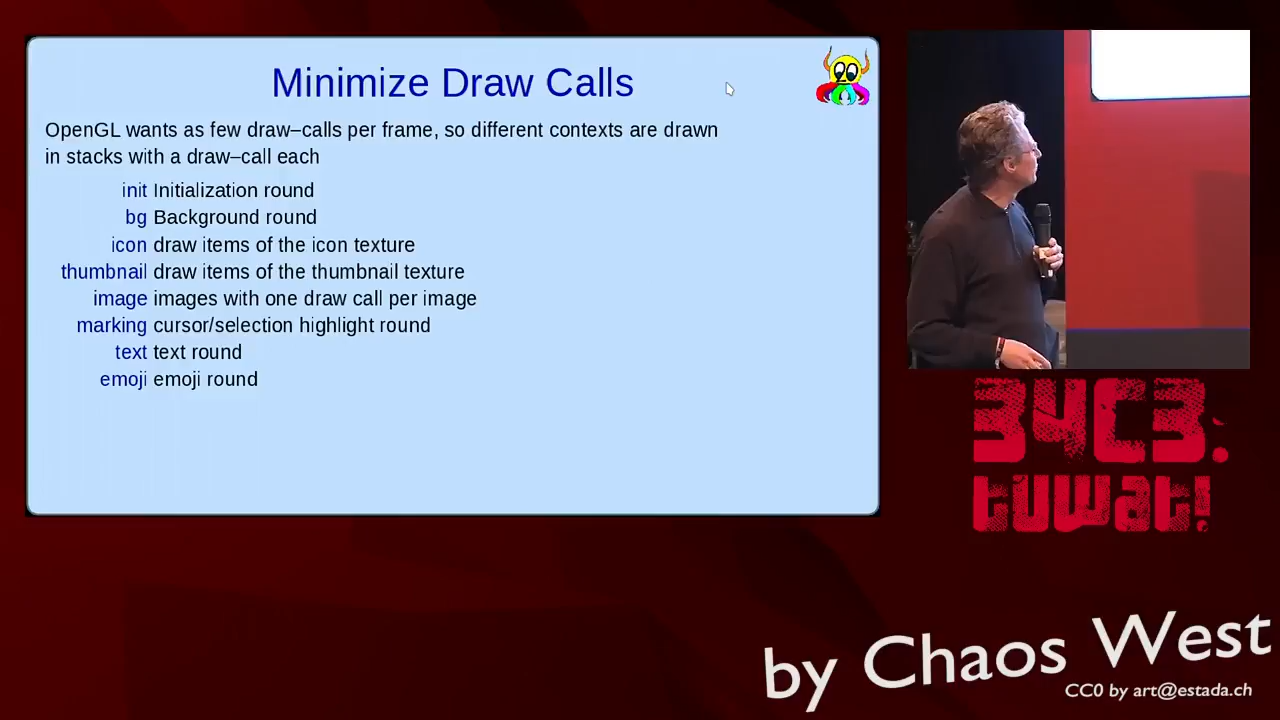 Minimize Draw Calls
OpenGL wants as few draw–calls per frame, so different contexts are drawn
in stacks with a draw–call each
init Initialization round
bg Background round
icon draw items of the icon texture
thumbnail draw items of the thumbnail texture
image images with one draw call per image
marking cursor/selection highlight round
text text round
emoji emoji round
34C3:
tuwat!
by Chaos West
CC0 by art@estada.ch